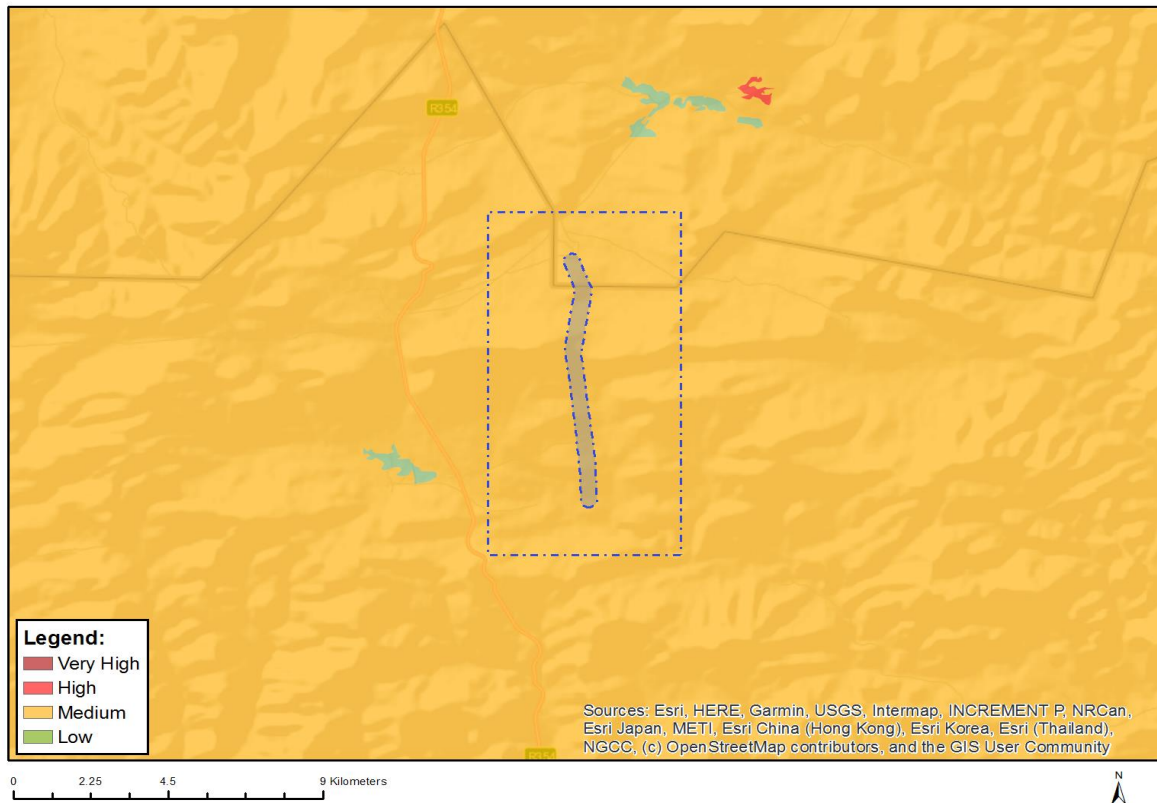 R354
Legend:
Very High
High
Medium
Low
Sources: Esri, HERE, Garmin, USGS, Intermap, INCREMENT P, NRCan,
Esri Japan, METI, Esri China (Hong Kong), Esri Korea, Esri (Thailand),
NGCC, (c) OpenStreetMap contributors, and the GIS User Community
R354
0 2.25 4.5 9 Kilometers
N